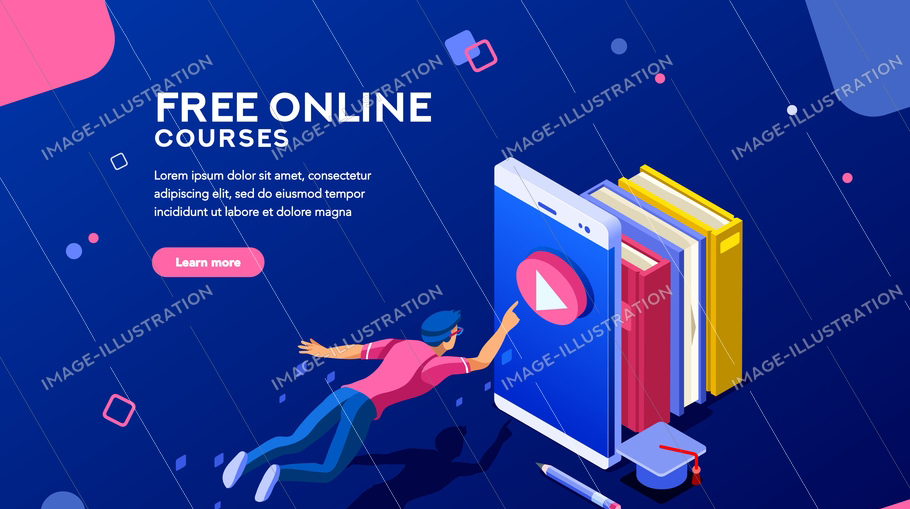 IMAGE-ILLUSTRATION
IMAGE-ILLUSTRATION
IMAGE-ILLUSTRATION
IMAGE-ILLUSTRATION
FREE ONLINE
COURSES
Lorem ipsum dolor sit amet, consectetur
adipiscing elit, sed do eiusmod tempor
incididunt ut labore et dolore magna
Learn more
IMAGE-ILLUSTRATION
IMAGE-ILLUSTRATION
IMAGE-ILLUSTRATION
IMAGE-ILLUSTRATION